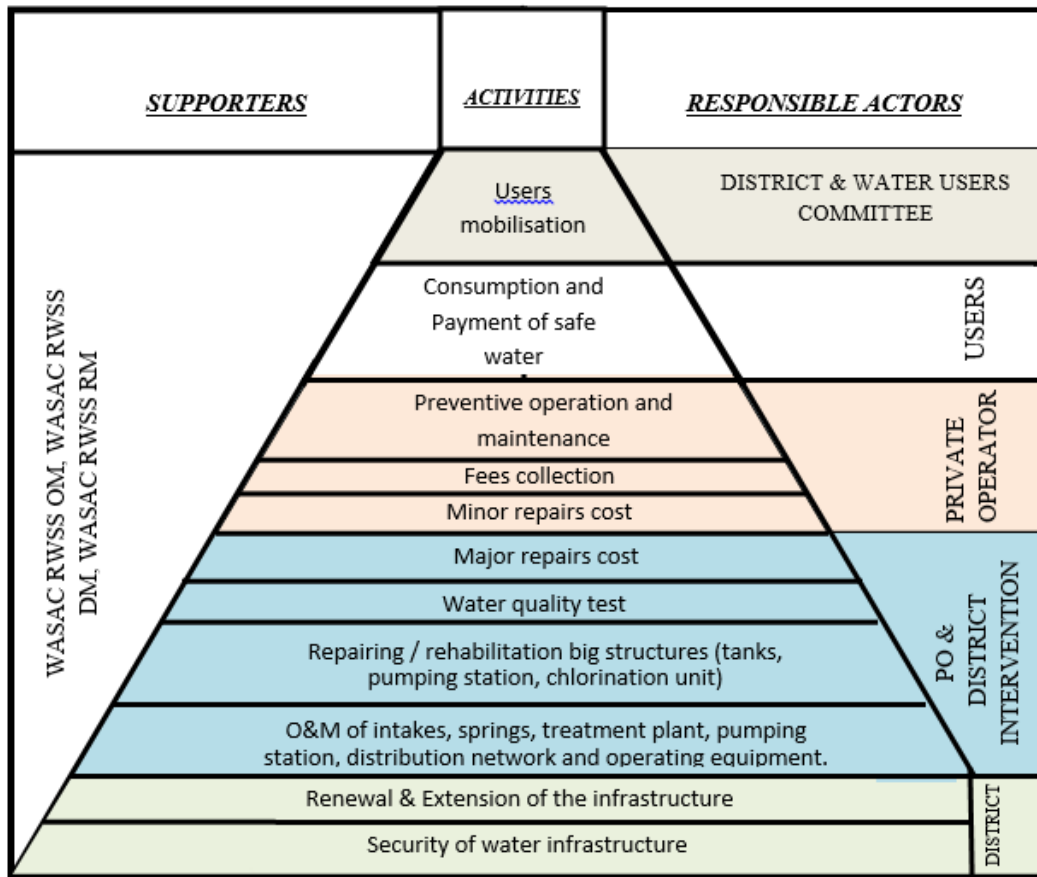 SUPPORTERS
ACTIVITIES
RESPONSIBLE ACTORS
WASAC RWSS OM, WASAC RWSS
DM, WASAC RWSS RM
Users
mobilisation
DISTRICT & WATER USERS
COMMITTEE
Consumption and
Payment of safe
water
USERS
Preventive operation and
maintenance
Fees collection
Minor repairs cost
PRIVATE
OPERATOR
Major repairs cost
Water quality test
Repairing / rehabilitation big structures (tanks,
pumping station, chlorination unit)
O&M of intakes, springs, treatment plant, pumping
station, distribution network and operating equipment.
PO &
DISTRICT
INTERVENTION
Renewal & Extension of the infrastructure
Security of water infrastructure
DISTRICT